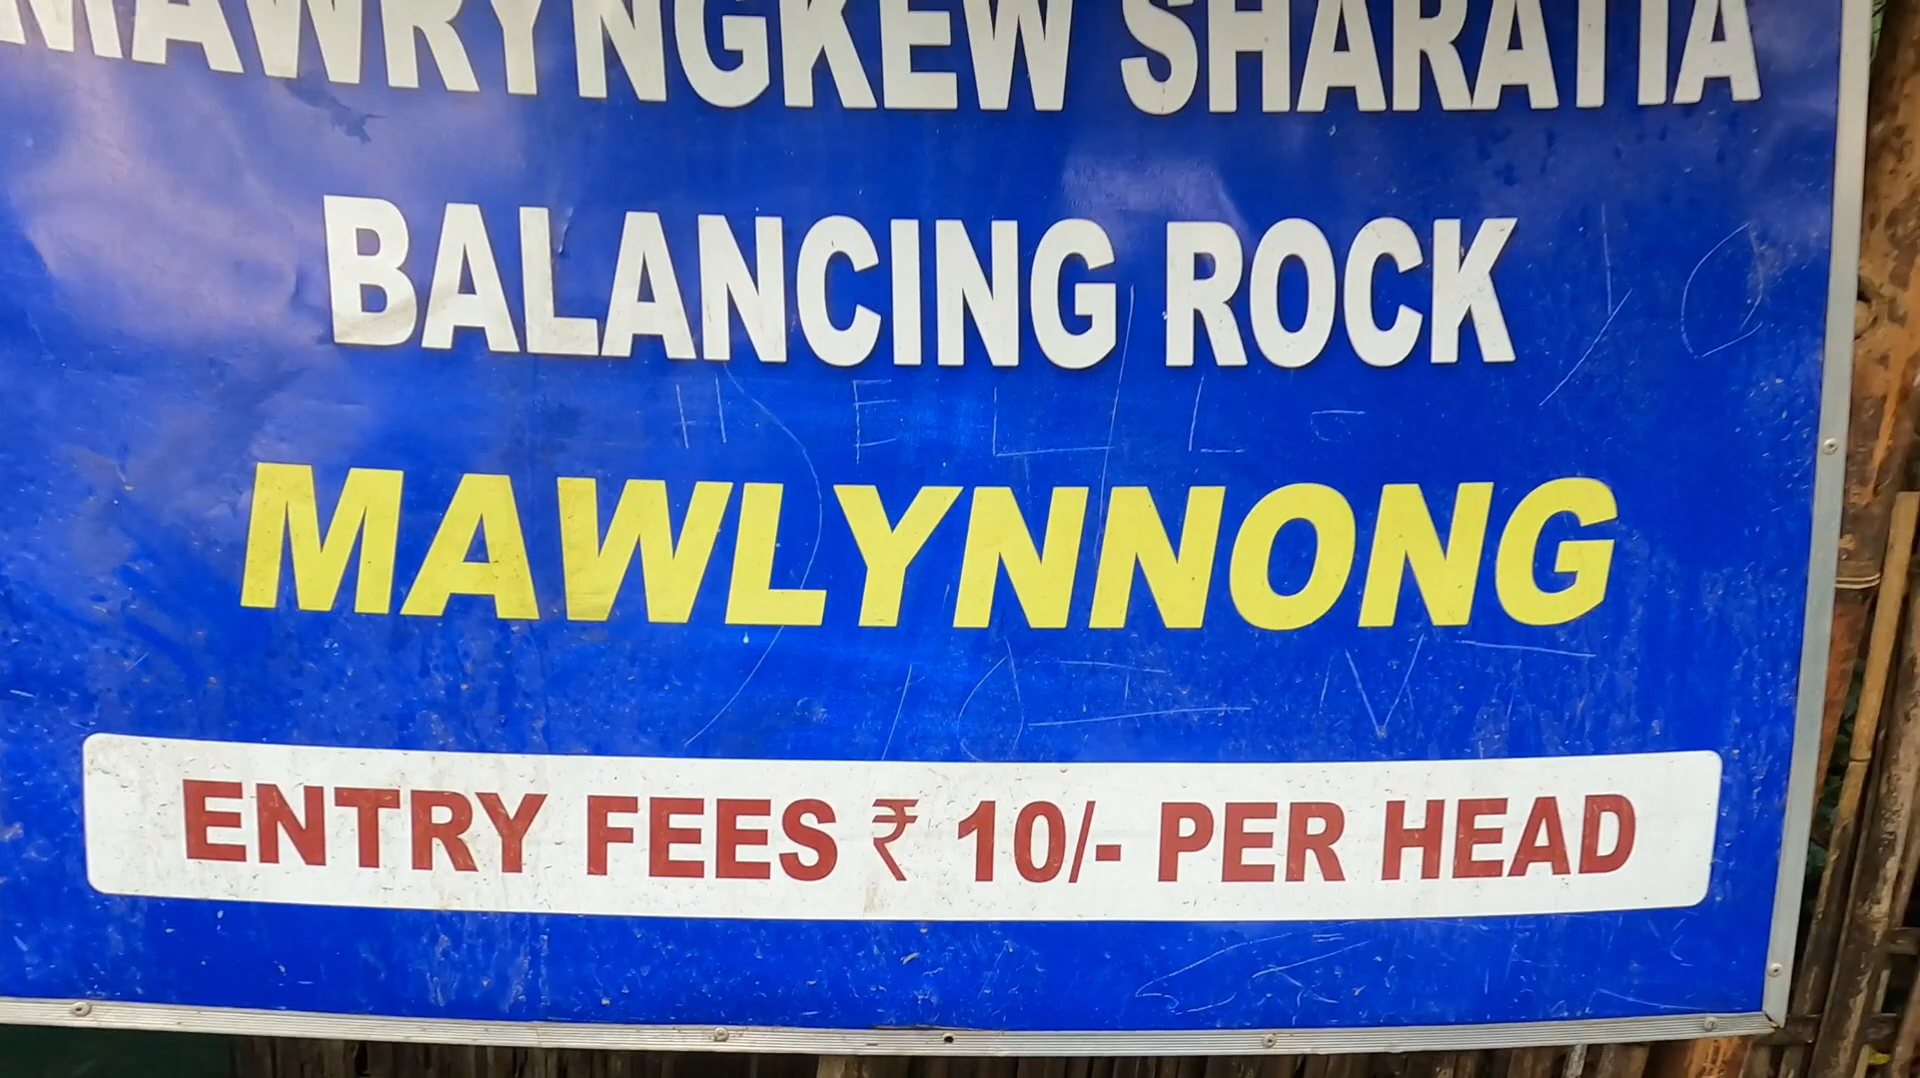 MAWRYNGKEW SHARATIA
BALANCING ROCK
MAWLYNNONG
ENTRY FEES ₹ 10/- PER HEAD